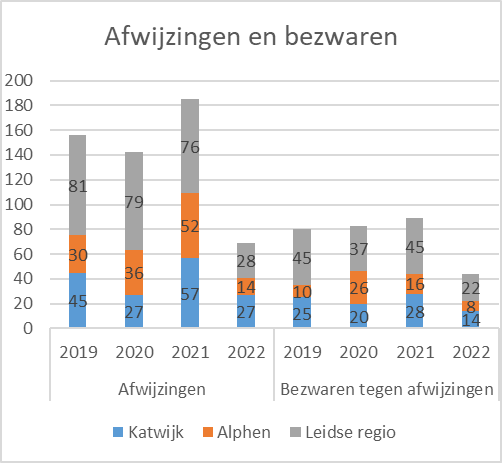 Afwijzingen en bezwaren
200
180
160
140
120
100
80
60
40
20
0
81 79 76 28 45 37 45 22
30 36 52 14 10 26 16 8
45 27 57 27 25 20 28 14
2019 2020 2021 2022 2019 2020 2021 2022
Afwijzingen Bezwaren tegen afwijzingen
Katwijk Alphen Leidse regio